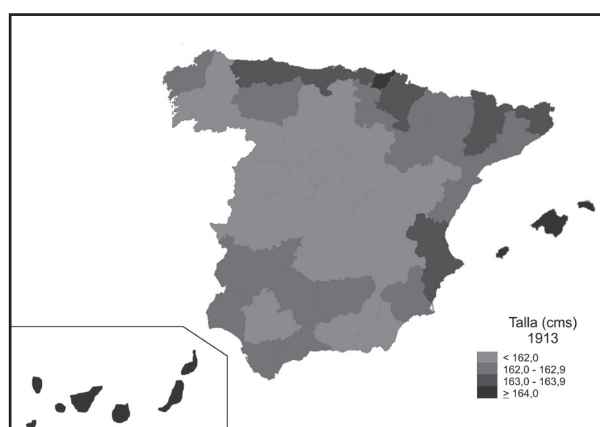 Talla (cms)
1913
< 162,0
162,0 - 162,9
163,0 - 163,9
≥ 164,0